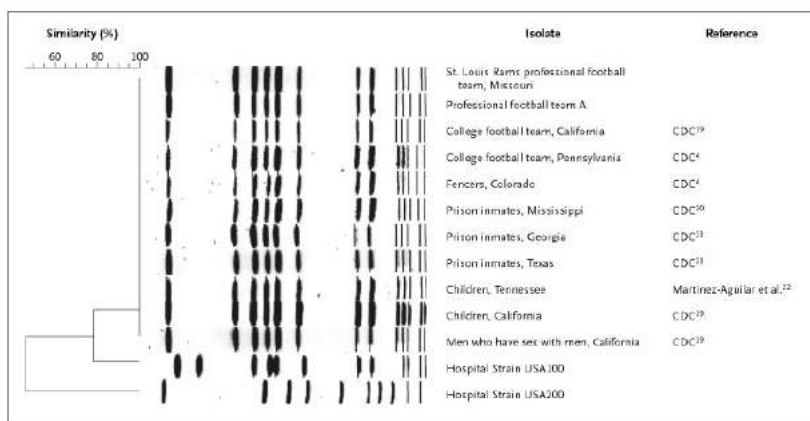 Similarity (%)
Isolate
Reference
60 80 100
St. Louis Rams professional football
team, Missouri
Professional football team A
College football team, California CDC19
College football team, Pennsylvania CDC4
Fencers, Colorado CDC4
Prison inmates, Mississippi CDC20
Prison inmates, Georgia CDC21
Prison inmates, Texas CDC21
Children, Tennessee Martinez-Aguilar et al.22
Children, California CDC19
Men who have sex with men, California CDC19
Hospital Strain USA100
Hospital Strain USA200